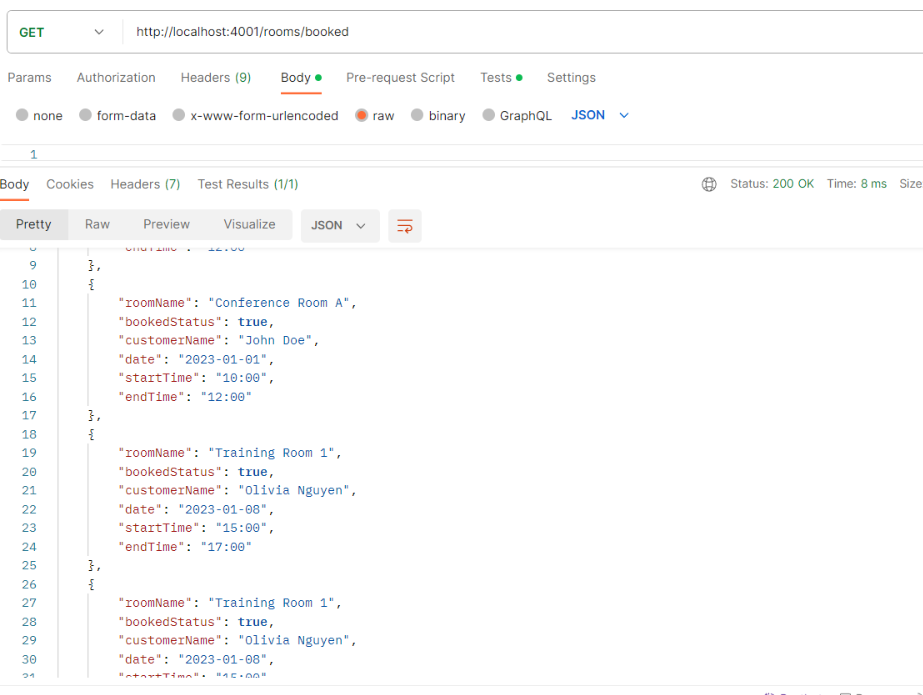 GET http://localhost:4001/rooms/booked
Params Authorization Headers (9) Body Pre-request Script Tests Settings
none form-data x-www-form-urlencoded raw binary GraphQL JSON
1
Body Cookies Headers (7) Test Results (1/1) Status: 200 OK Time: 8 ms Size
Pretty Raw Preview Visualize JSON
8 "endTime": "12:00"
9 },
10 {
11 "roomName": "Conference Room A",
12 "bookedStatus": true,
13 "customerName": "John Doe",
14 "date": "2023-01-01",
15 "startTime": "10:00",
16 "endTime": "12:00"
17 },
18 {
19 "roomName": "Training Room 1",
20 "bookedStatus": true,
21 "customerName": "Olivia Nguyen",
22 "date": "2023-01-08",
23 "startTime": "15:00",
24 "endTime": "17:00"
25 },
26 {
27 "roomName": "Training Room 1",
28 "bookedStatus": true,
29 "customerName": "Olivia Nguyen",
30 "date": "2023-01-08",
31 "startTime": "15:00"